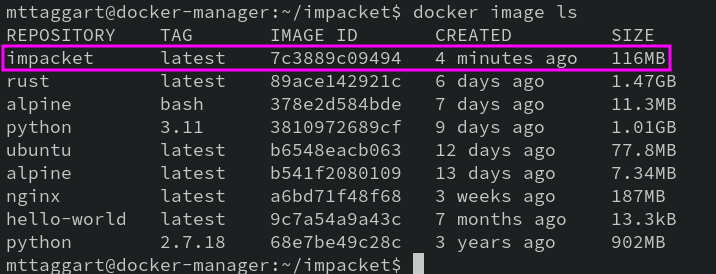 mttaggart@docker-manager:~/impacket$ docker image ls
REPOSITORY    TAG       IMAGE ID       CREATED         SIZE
impacket      latest    7c3889c09494   4 minutes ago   116MB
rust          latest    89ace142921c   6 days ago      1.47GB
alpine        bash      378e2d584bde   7 days ago      11.3MB
python        3.11      3810972689cf   9 days ago      1.01GB
ubuntu        latest    b6548eacb063   12 days ago     77.8MB
alpine        latest    b541f2080109   13 days ago     7.34MB
nginx         latest    a6bd71f48f68   3 weeks ago     187MB
hello-world   latest    9c7a54a9a43c   7 months ago    13.3kB
python        2.7.18    68e7be49c28c   3 years ago     902MB
mttaggart@docker-manager:~/impacket$